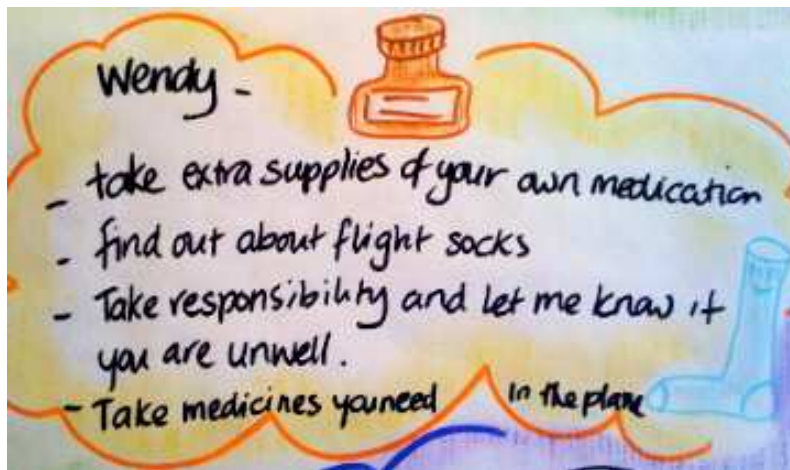 Wendy -
- take extra supplies of your own medication
- find out about flight socks
- Take responsibility and let me know if
you are unwell.
- Take medicines you need in the plane